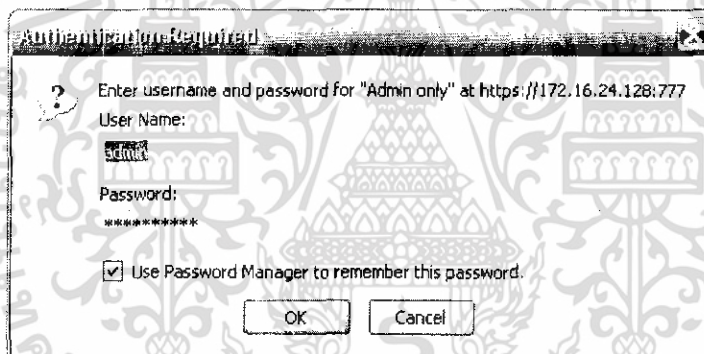 Authentication Required
Enter username and password for "Admin only" at https://172.16.24.128:777
User Name:
admin
Password:
**********
Use Password Manager to remember this password.
OK
Cancel